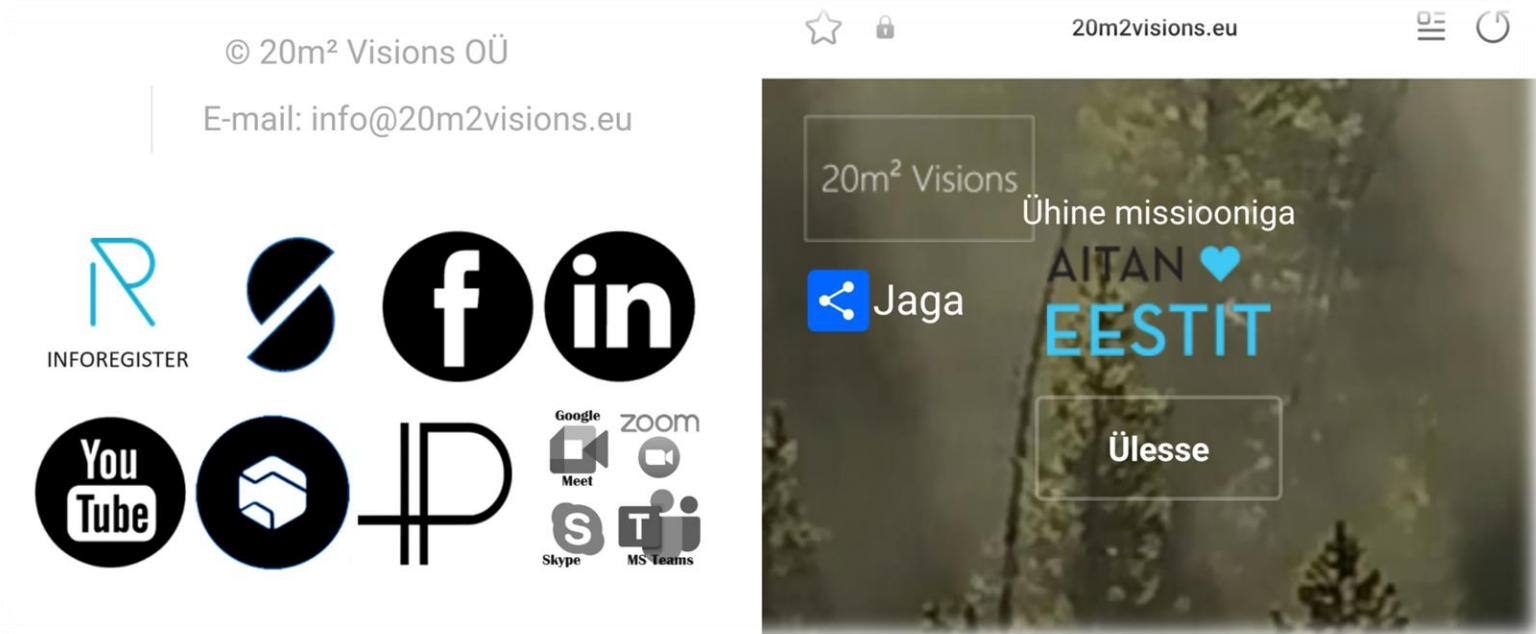 © 20m² Visions OÜ
E-mail: info@20m2visions.eu
INFOREGISTER
f
in
You
Tube
Google
Meet
zoom
S
Skype
T
MS Teams
20m2visions.eu
20m² Visions
Ühine missiooniga
AITAN
EESTIT
Jaga
Ülesse